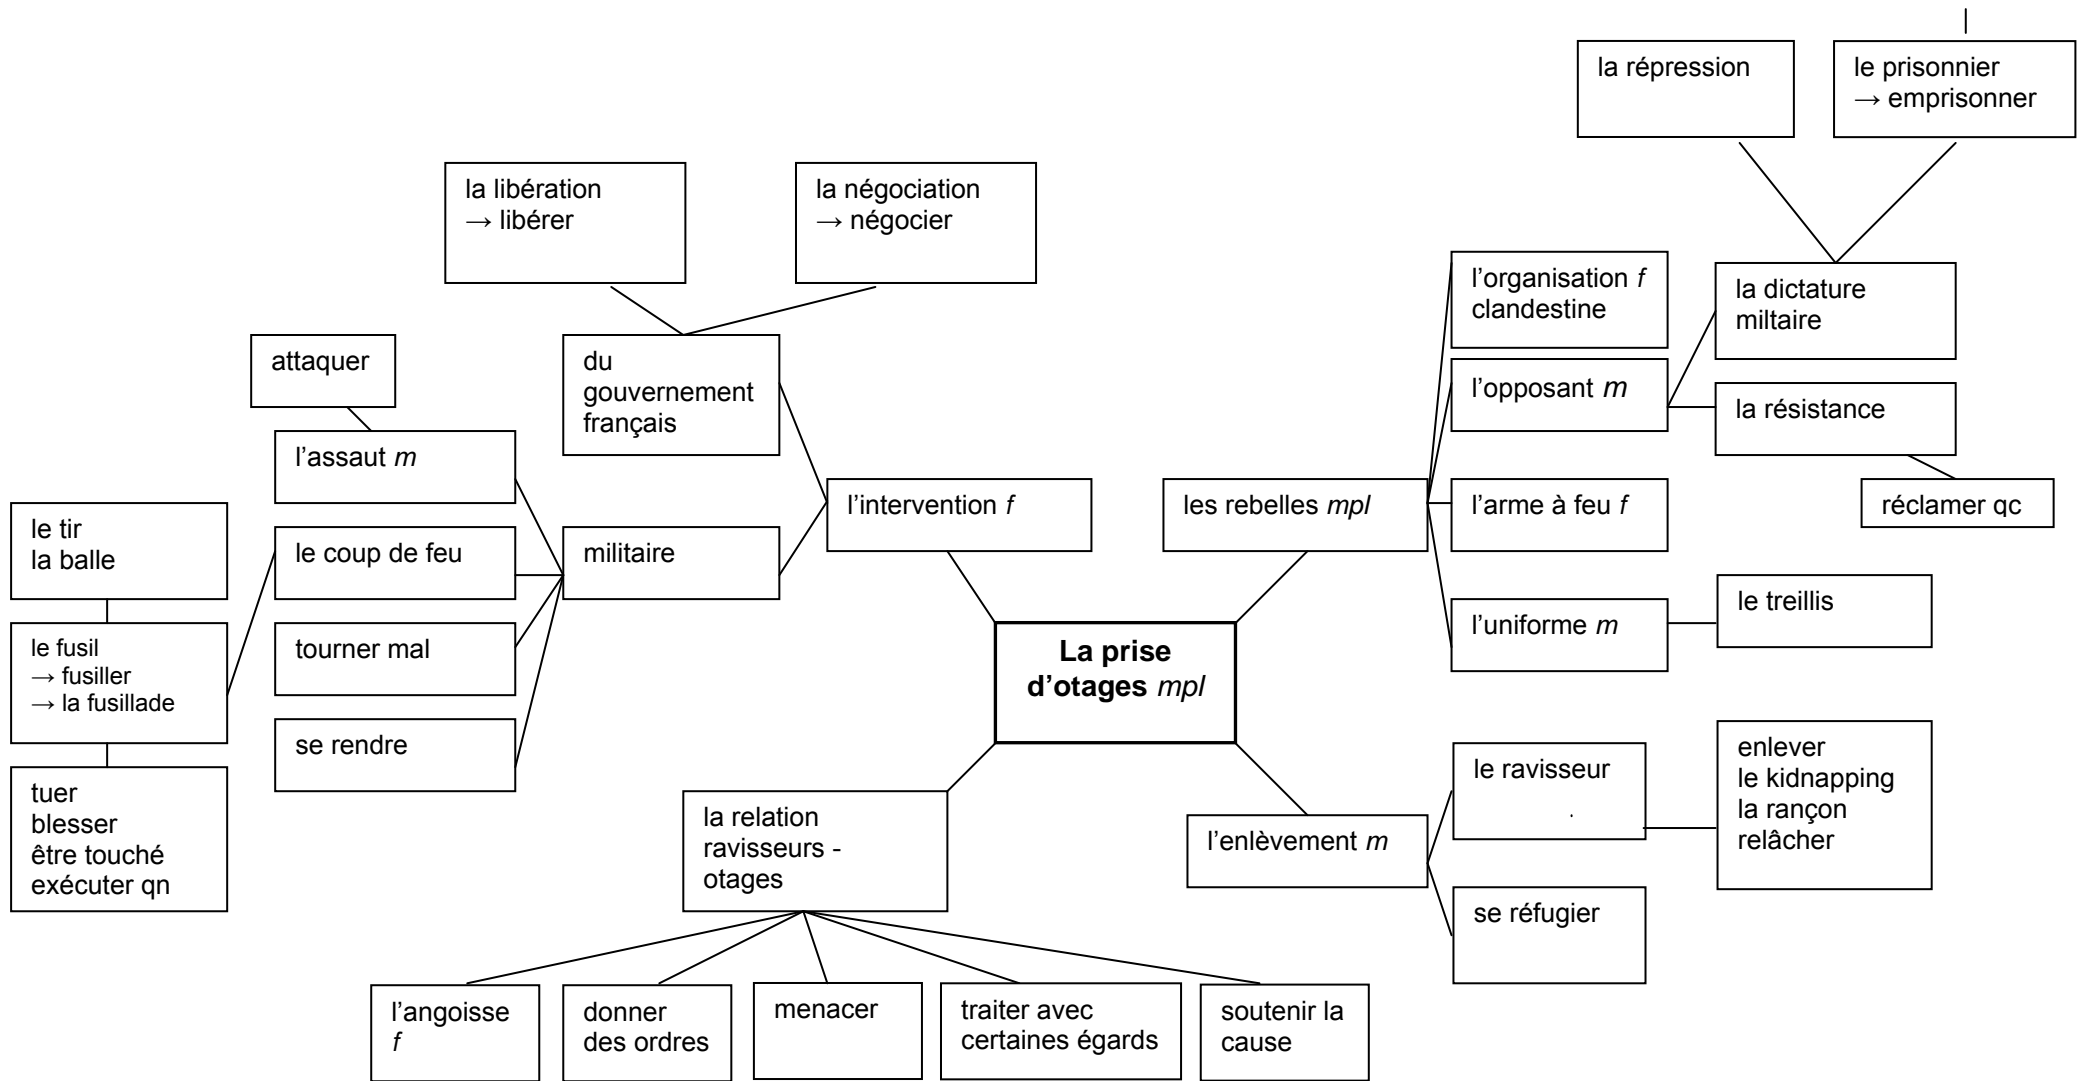 la répression
le prisonnier
→ emprisonner
la libération
→ libérer
la négociation
→ négocier
l’organisation f
clandestine
la dictature
miltaire
attaquer
du
gouvernement
français
l’opposant m
la résistance
l’assaut m
l’intervention f
les rebelles mpl
l’arme à feu f
réclamer qc
le tir
la balle
le coup de feu
militaire
le treillis
l’uniforme m
le fusil
→ fusiller
→ la fusillade
tourner mal
La prise
d’otages mpl
se rendre
tuer
blesser
être touché
exécuter qn
la relation
ravisseurs -
otages
l’enlèvement m
le ravisseur
.
enlever
le kidnapping
la rançon
relâcher
se réfugier
l’angoisse
f
donner
des ordres
menacer
traiter avec
certaines égards
soutenir la
cause